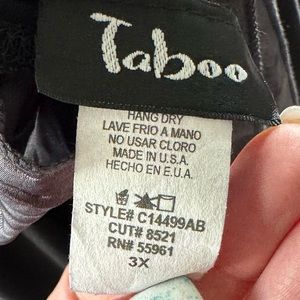 Taboo
HANG DRY
LAVE FRIO A MANO
NO USAR CLORO
MADE IN U.S.A.
HECHO EN E.U.A.
STYLE# C14499AB
CUT# 8521
RN# 55961
3X